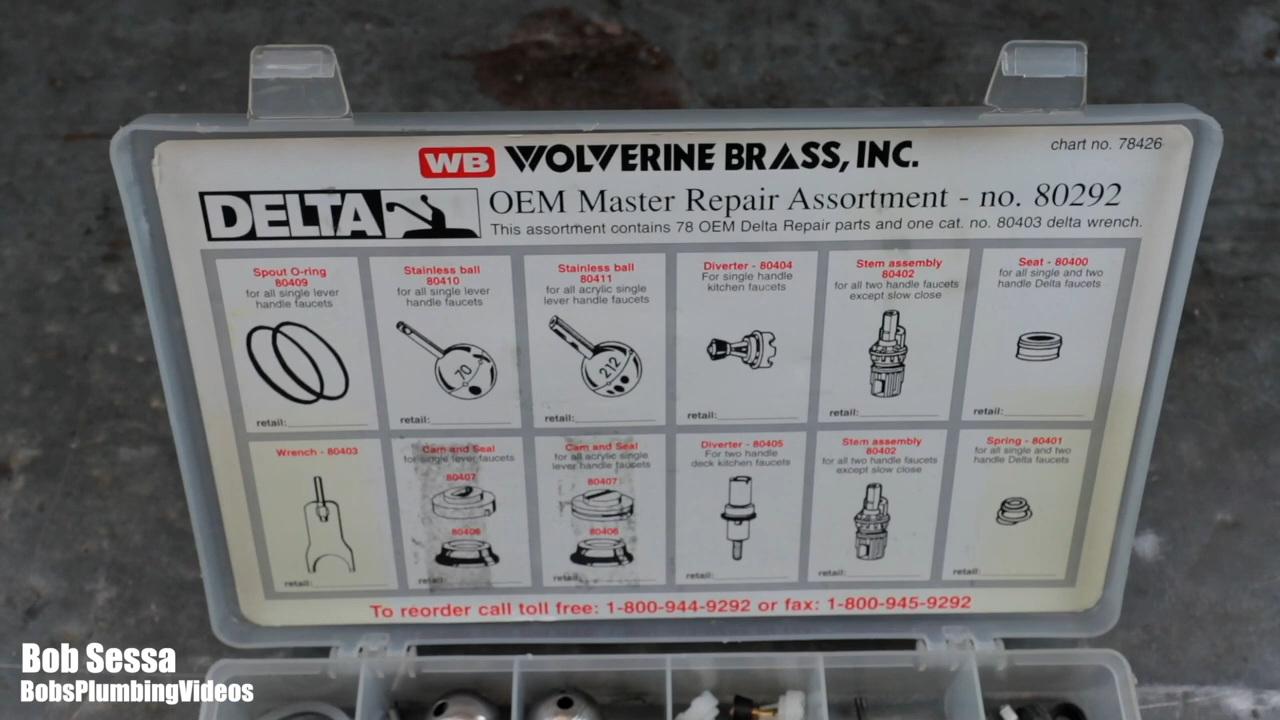 chart no. 78426
WB WOLVERINE BRASS, INC.
DELTA
OEM Master Repair Assortment - no. 80292
This assortment contains 78 OEM Delta Repair parts and one cat. no. 80403 delta wrench.
Spout O-ring
80409
for all single lever
handle faucets
retail:
Stainless ball
80410
for all single lever
handle faucets
70
retail:
Stainless ball
80411
for all acrylic single
lever handle faucets
212
retail:
Diverter - 80404
For single handle
kitchen faucets
retail:
Stem assembly
80402
for all two handle faucets
except slow close
retail:
Seat - 80400
for all single and two
handle Delta faucets
retail:
Wrench - 80403
retail:
Cam and Seal
for single lever faucets
80407
80406
retail:
Cam and Seal
for all acrylic single
lever handle faucets
80407
80406
retail:
Diverter - 80405
For two handle
deck kitchen faucets
retail:
Stem assembly
80402
for all two handle faucets
except slow close
retail:
Spring - 80401
for all single and two
handle Delta faucets
retail:
To reorder call toll free: 1-800-944-9292 or fax: 1-800-945-9292
Bob Sessa
BobsPlumbingVideos